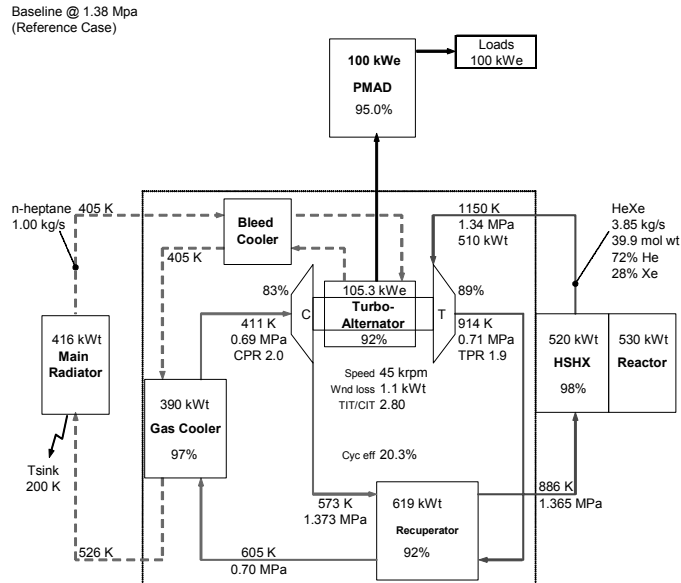 Baseline @ 1.38 Mpa
(Reference Case)
100 kWe
PMAD
95.0%
Loads
100 kWe
n-heptane
1.00 kg/s
405 K
Bleed
Cooler
405 K
1150 K
1.34 MPa
510 kWt
HeXe
3.85 kg/s
39.9 mol wt
72% He
28% Xe
83%
105.3 kWe
89%
C
Turbo-
Alternator
T
92%
411 K
0.69 MPa
CPR 2.0
914 K
0.71 MPa
TPR 1.9
416 kWt
Main
Radiator
520 kWt
HSHX
98%
530 kWt
Reactor
Speed 45 krpm
Wnd loss 1.1 kWt
TIT/CIT 2.80
390 kWt
Gas Cooler
97%
Cyc eff 20.3%
Tsink
200 K
573 K
1.373 MPa
619 kWt
Recuperator
92%
886 K
1.365 MPa
526 K
605 K
0.70 MPa